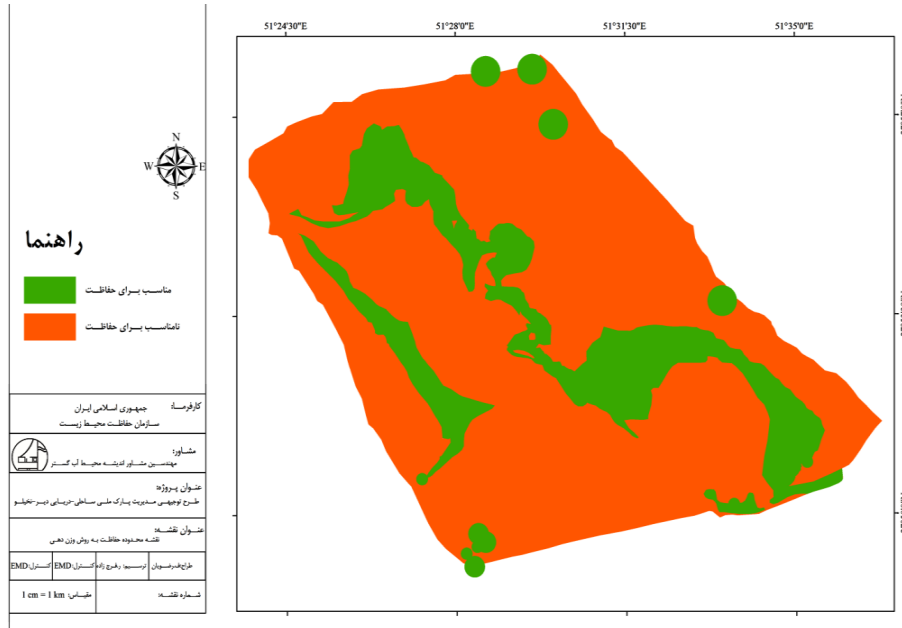 51°24'30"E 51°28'0"E 51°31'30"E 51°35'0"E
N
W E
S
راهنما
مناسب برای حفاظت
نامناسب برای حفاظت
کارفرما:
جمهوری اسلامی ایران
سازمان حفاظت محیط زیست
مشاور:
مهندسین مشاور اندیشه محیط آب گستر
عنوان پروژه:
طرح توجیهی مدیریت پارک ملی ساحلی-دریایی دیر-نخیلو
عنوان نقشه:
نقشه محدوده حفاظت به روش وزن دهی
کنترل:EMD کنترل:EMD
شماره نقشه:
مقیاس: 1 cm = 1 km